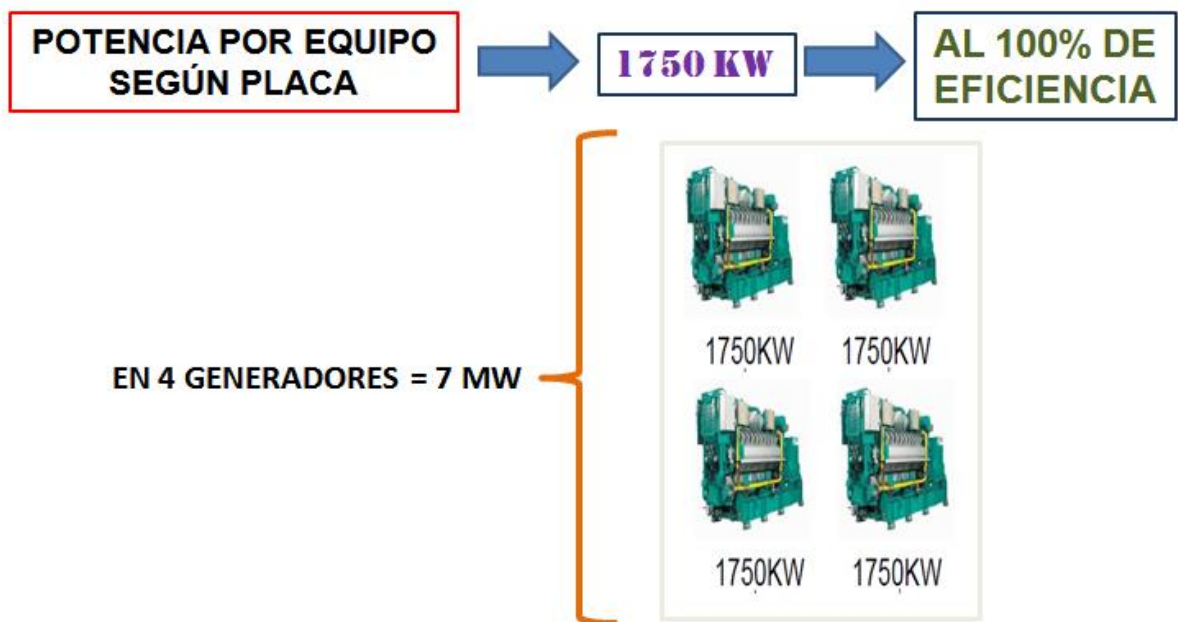 POTENCIA POR EQUIPO
SEGÚN PLACA
1750 KW
AL 100% DE
EFICIENCIA
1750KW
1750KW
EN 4 GENERADORES = 7 MW
1750KW
1750KW